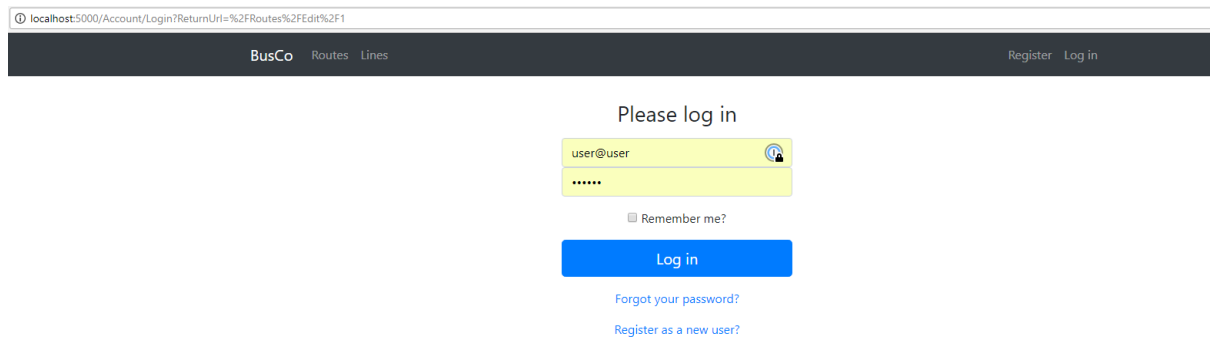 localhost:5000/Account/Login?ReturnUrl=%2FRoutes%2FEdit%2F1
BusCo Routes Lines Register Log in
Please log in
user@user
••••••
Remember me?
Log in
Forgot your password?
Register as a new user?